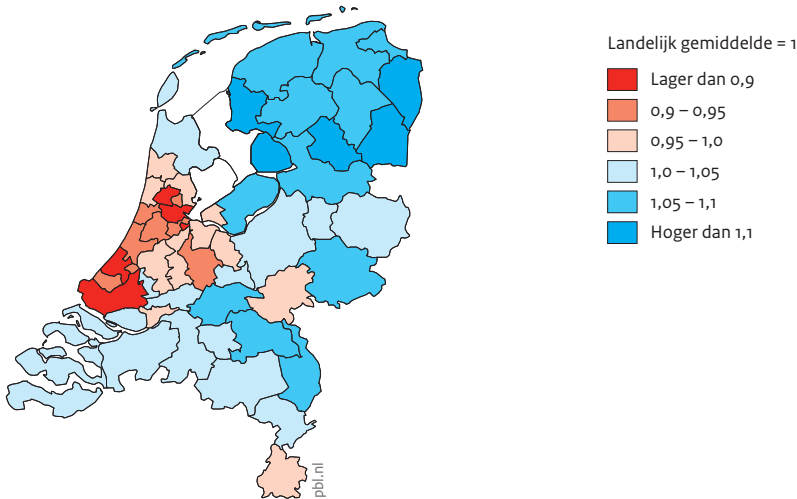 Landelijk gemiddelde = 1
Lager dan 0,9
0,9 – 0,95
0,95 – 1,0
1,0 – 1,05
1,05 – 1,1
Hoger dan 1,1
pbl.nl